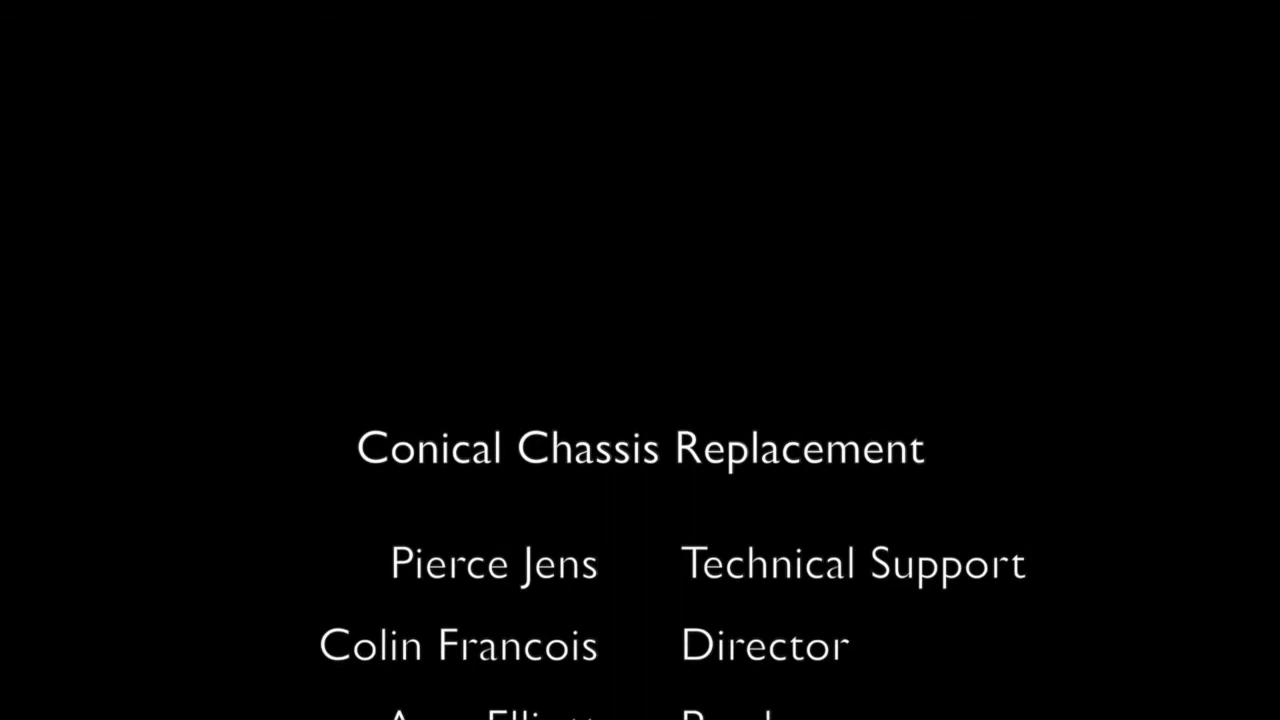 Conical Chassis Replacement
Pierce Jens Technical Support
Colin Francois Director